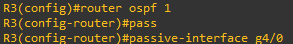 R3(config)#router ospf 1
R3(config-router)#pass
R3(config-router)#passive-interface g4/0